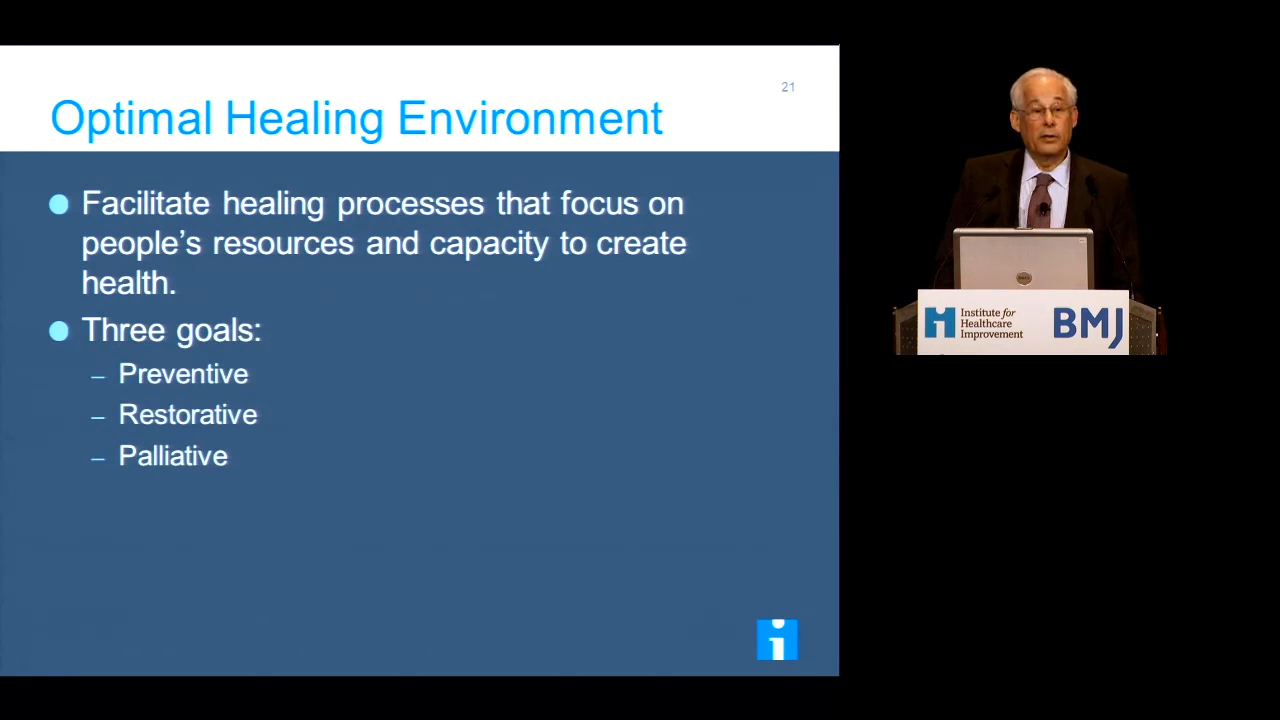 21
Optimal Healing Environment
Facilitate healing processes that focus on
people’s resources and capacity to create
health.
Three goals:
– Preventive
– Restorative
– Palliative
Institute for
Healthcare
Improvement
BMJ
DELL